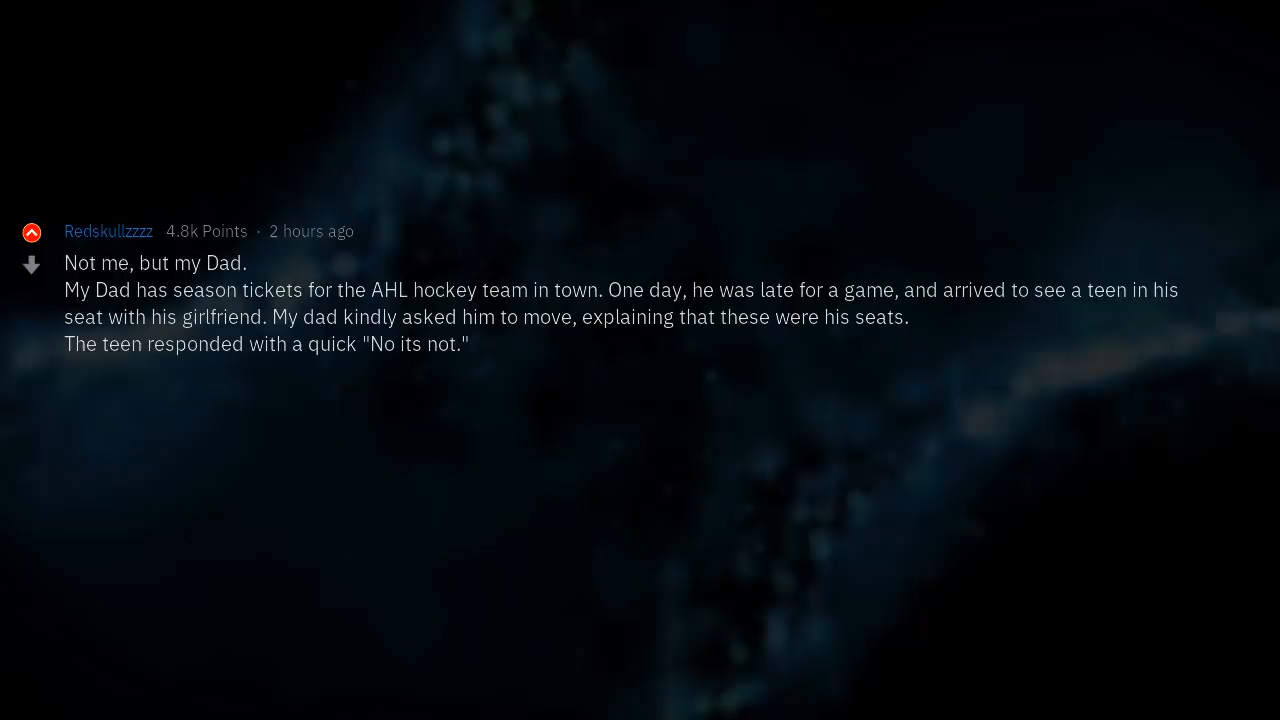 Redskullzzzz 4.8k Points · 2 hours ago
Not me, but my Dad.
My Dad has season tickets for the AHL hockey team in town. One day, he was late for a game, and arrived to see a teen in his
seat with his girlfriend. My dad kindly asked him to move, explaining that these were his seats.
The teen responded with a quick "No its not."